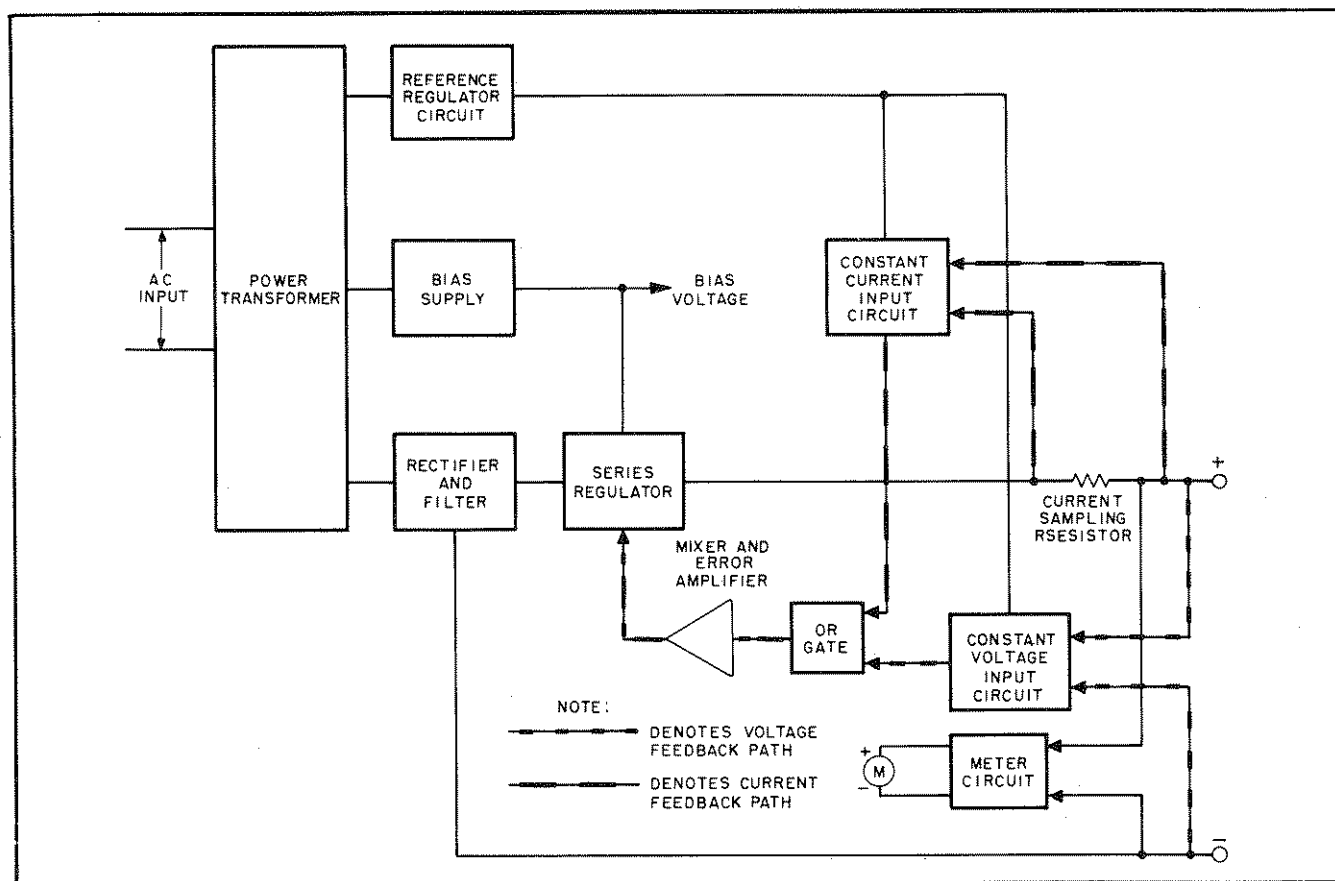 REFERENCE
REGULATOR
CIRCUIT
AC
INPUT
POWER
TRANSFORMER
BIAS
SUPPLY
BIAS
VOLTAGE
CONSTANT
CURRENT
INPUT
CIRCUIT
RECTIFIER
AND
FILTER
SERIES
REGULATOR
+
CURRENT
SAMPLING
RSESISTOR
MIXER AND
ERROR
AMPLIFIER
OR
GATE
CONSTANT
VOLTAGE
INPUT
CIRCUIT
NOTE:
DENOTES VOLTAGE
FEEDBACK PATH
DENOTES CURRENT
FEEDBACK PATH
+
M
-
METER
CIRCUIT
-